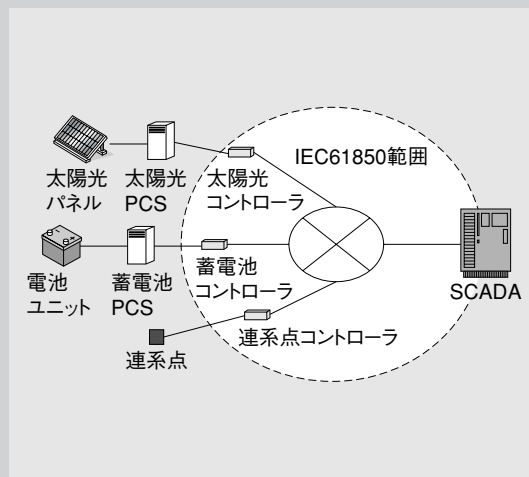 IEC61850範囲
太陽光
パネル
太陽光
PCS
太陽光
コントローラ
電池
ユニット
蓄電池
PCS
蓄電池
コントローラ
SCADA
連系点
連系点コントローラ